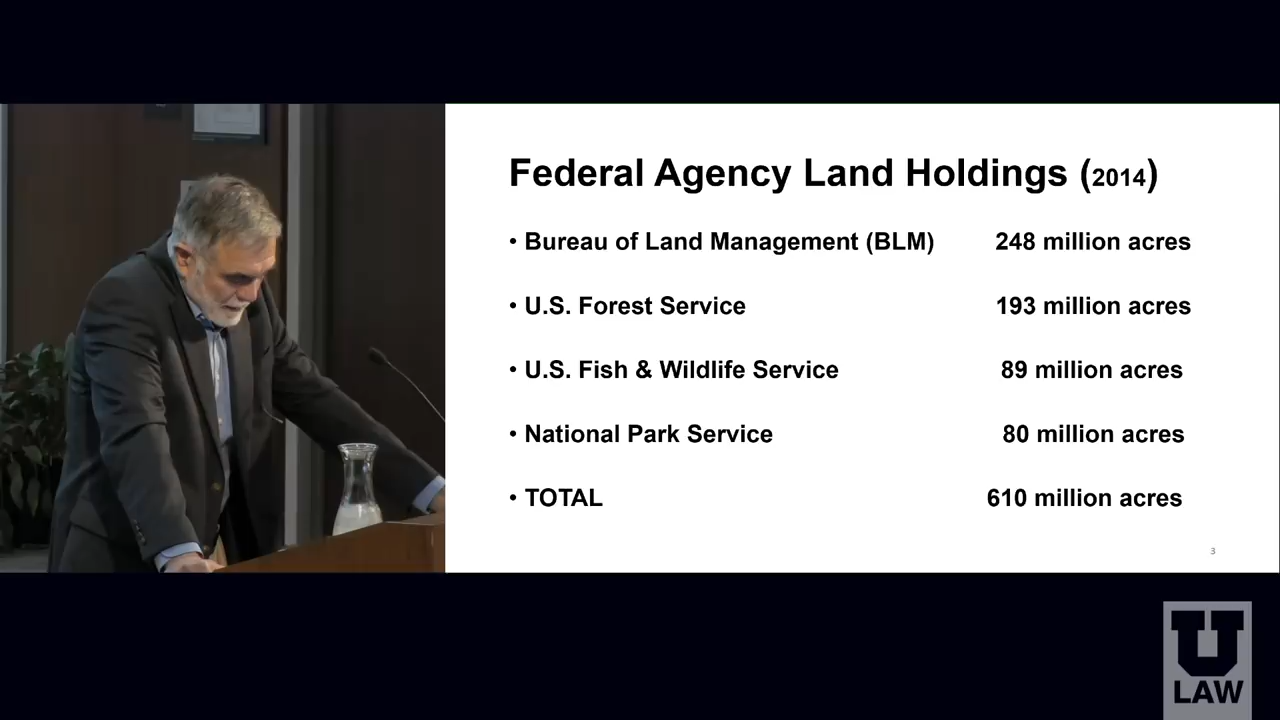 Federal Agency Land Holdings (2014)
• Bureau of Land Management (BLM) 248 million acres
• U.S. Forest Service 193 million acres
• U.S. Fish & Wildlife Service 89 million acres
• National Park Service 80 million acres
• TOTAL 610 million acres
3
U
LAW